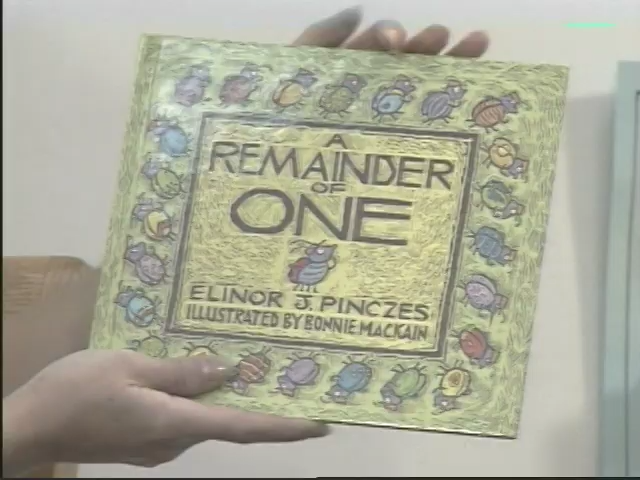 A
REMAINDER
OF
ONE
ELINOR J. PINCZES
ILLUSTRATED BY BONNIE MACKAIN